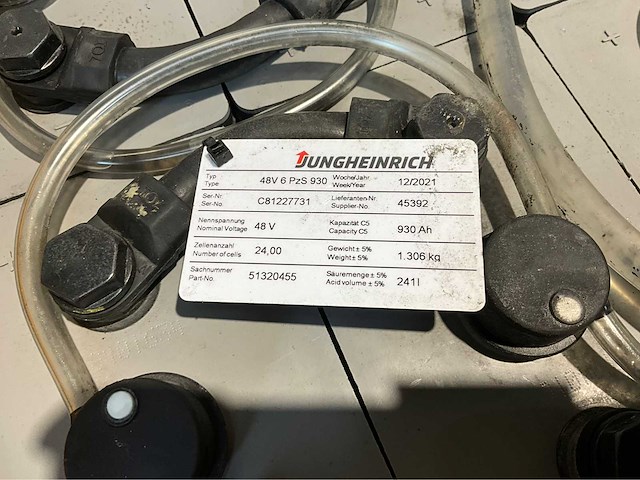 JUNGHEINRICH
Typ
Type
48V 6 PzS 930
Woche/Jahr
Week/Year
12/2021
Ser-Nr.
Ser-No.
C81227731
Lieferanten-Nr.
Supplier-No.
45392
Nennspannung
Nominal Voltage
48 V
Kapazität C5
Capacity C5
930 Ah
Zellenanzahl
Number of cells
24,00
Gewicht ± 5%
Weight ± 5%
1.306 kg
Sachnummer
Part-No.
51320455
Säuremenge ± 5%
Acid volume ± 5%
241 l